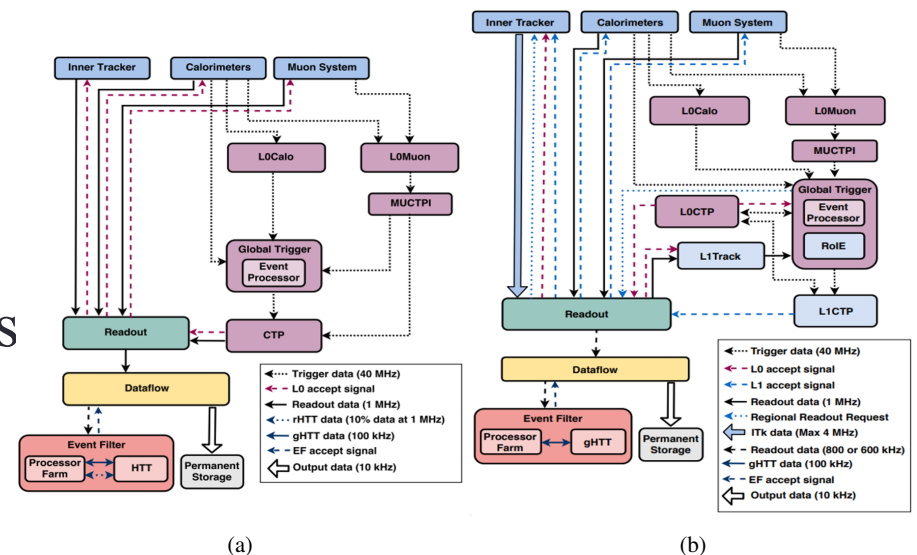 Inner Tracker
Calorimeters
Muon System
L0Calo
L0Muon
MUCTPI
Global Trigger
Event
Processor
s
Readout
CTP
Dataflow
Event Filter
Processor
Farm
HTT
Permanent
Storage
Trigger data (40 MHz)
L0 accept signal
Readout data (1 MHz)
rHTT data (10% data at 1 MHz)
gHTT data (100 kHz)
EF accept signal
Output data (10 kHz)
(a)
Inner Tracker
Calorimeters
Muon System
L0Calo
L0Muon
MUCTPI
Global Trigger
Event
Processor
RoIE
L0CTP
L1Track
L1CTP
Readout
Dataflow
Event Filter
Processor
Farm
gHTT
Permanent
Storage
Trigger data (40 MHz)
L0 accept signal
L1 accept signal
Readout data (1 MHz)
Regional Readout Request
ITk data (Max 4 MHz)
Readout data (800 or 600 kHz)
gHTT data (100 kHz)
EF accept signal
Output data (10 kHz)
(b)